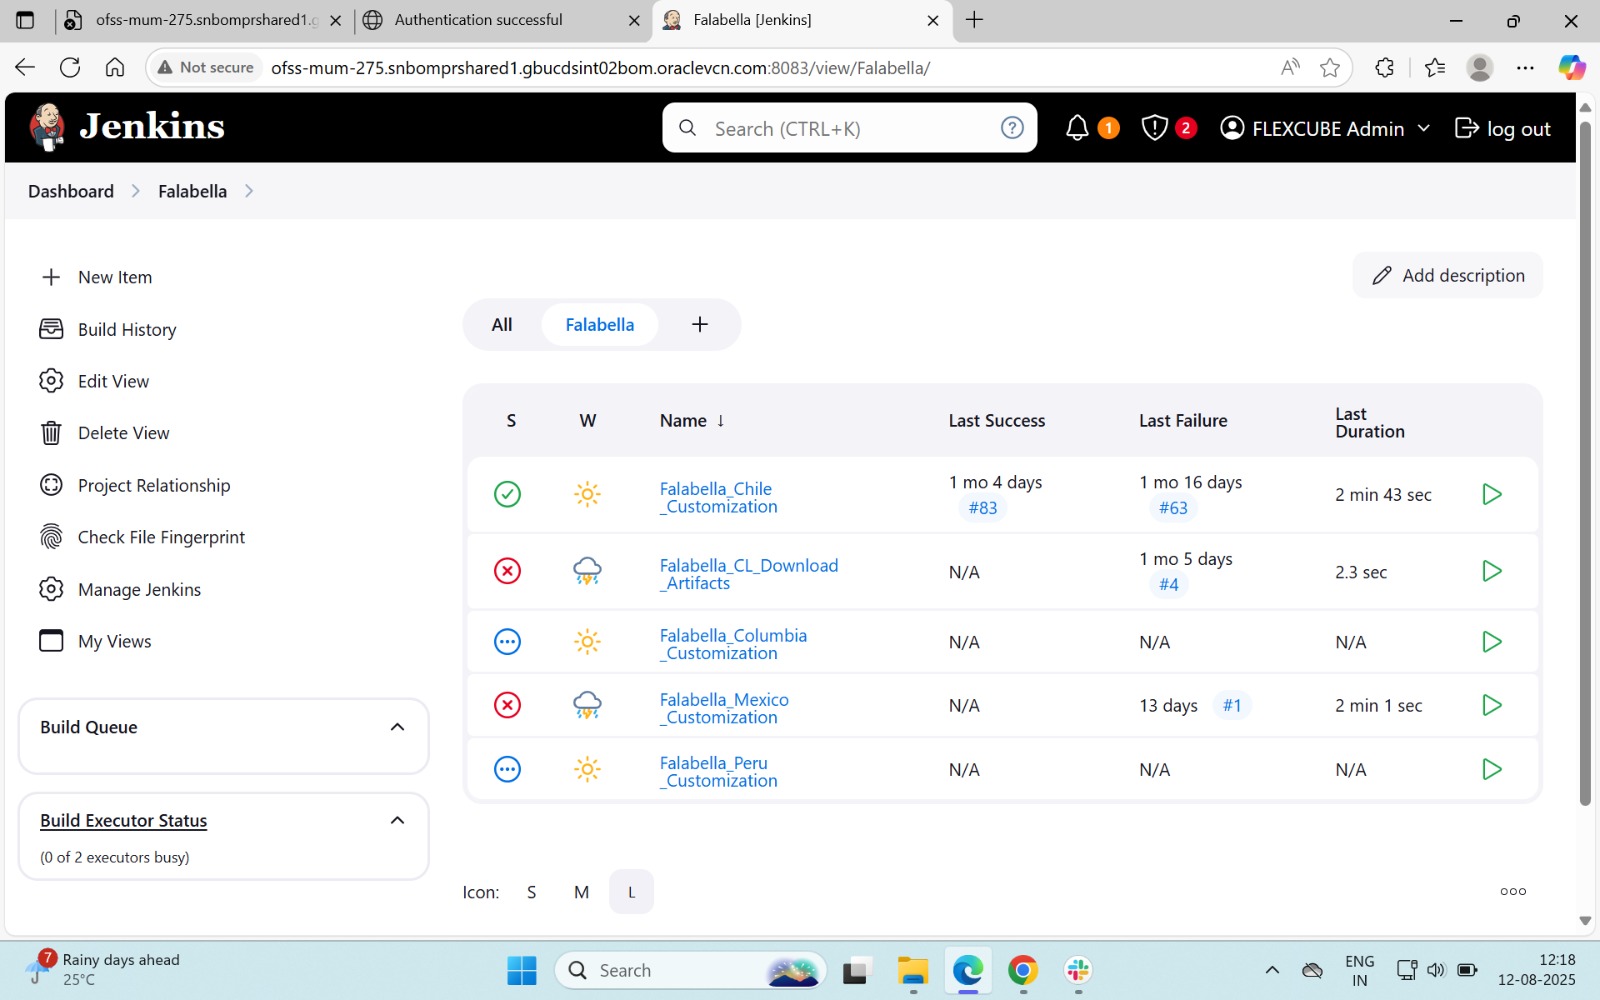 ofss-mum-275.snbomprshared1.g
Authentication successful
Falabella [Jenkins]
Not secure
ofss-mum-275.snbomprshared1.gbucdsint02bom.oraclevcn.com:8083/view/Falabella/
Jenkins
Search (CTRL+K)
1
2
FLEXCUBE Admin
log out
Dashboard
Falabella
New Item
Build History
Edit View
Delete View
Project Relationship
Check File Fingerprint
Manage Jenkins
My Views
Build Queue
Build Executor Status
(0 of 2 executors busy)
Add description
All
Falabella
S W Name ↓ Last Success Last Failure Last Duration
Falabella_Chile
_Customization
1 mo 4 days
#83
1 mo 16 days
#63
2 min 43 sec
Falabella_CL_Download
_Artifacts
N/A
1 mo 5 days
#4
2.3 sec
Falabella_Columbia
_Customization
N/A
N/A
N/A
Falabella_Mexico
_Customization
N/A
13 days #1
2 min 1 sec
Falabella_Peru
_Customization
N/A
N/A
N/A
Icon: S M L
7
Rainy days ahead
25°C
Search
ENG
IN
12:18
12-08-2025